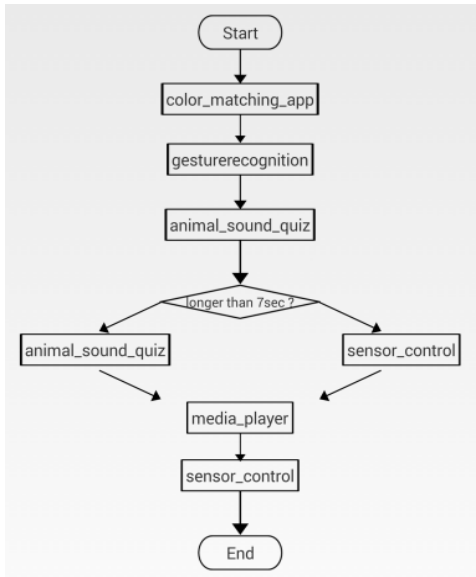 Start
color_matching_app
gesturerecognition
animal_sound_quiz
longer than 7sec ?
animal_sound_quiz
sensor_control
media_player
sensor_control
End